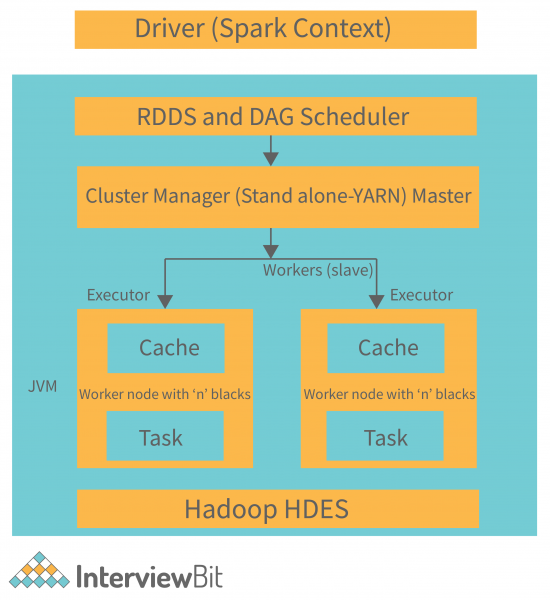 Driver (Spark Context)
RDDS and DAG Scheduler
Cluster Manager (Stand alone-YARN) Master
Workers (slave)
Executor
Executor
Cache
Cache
JVM
Worker node with ‘n’ blacks
Worker node with ‘n’ blacks
Task
Task
Hadoop HDES
InterviewBit